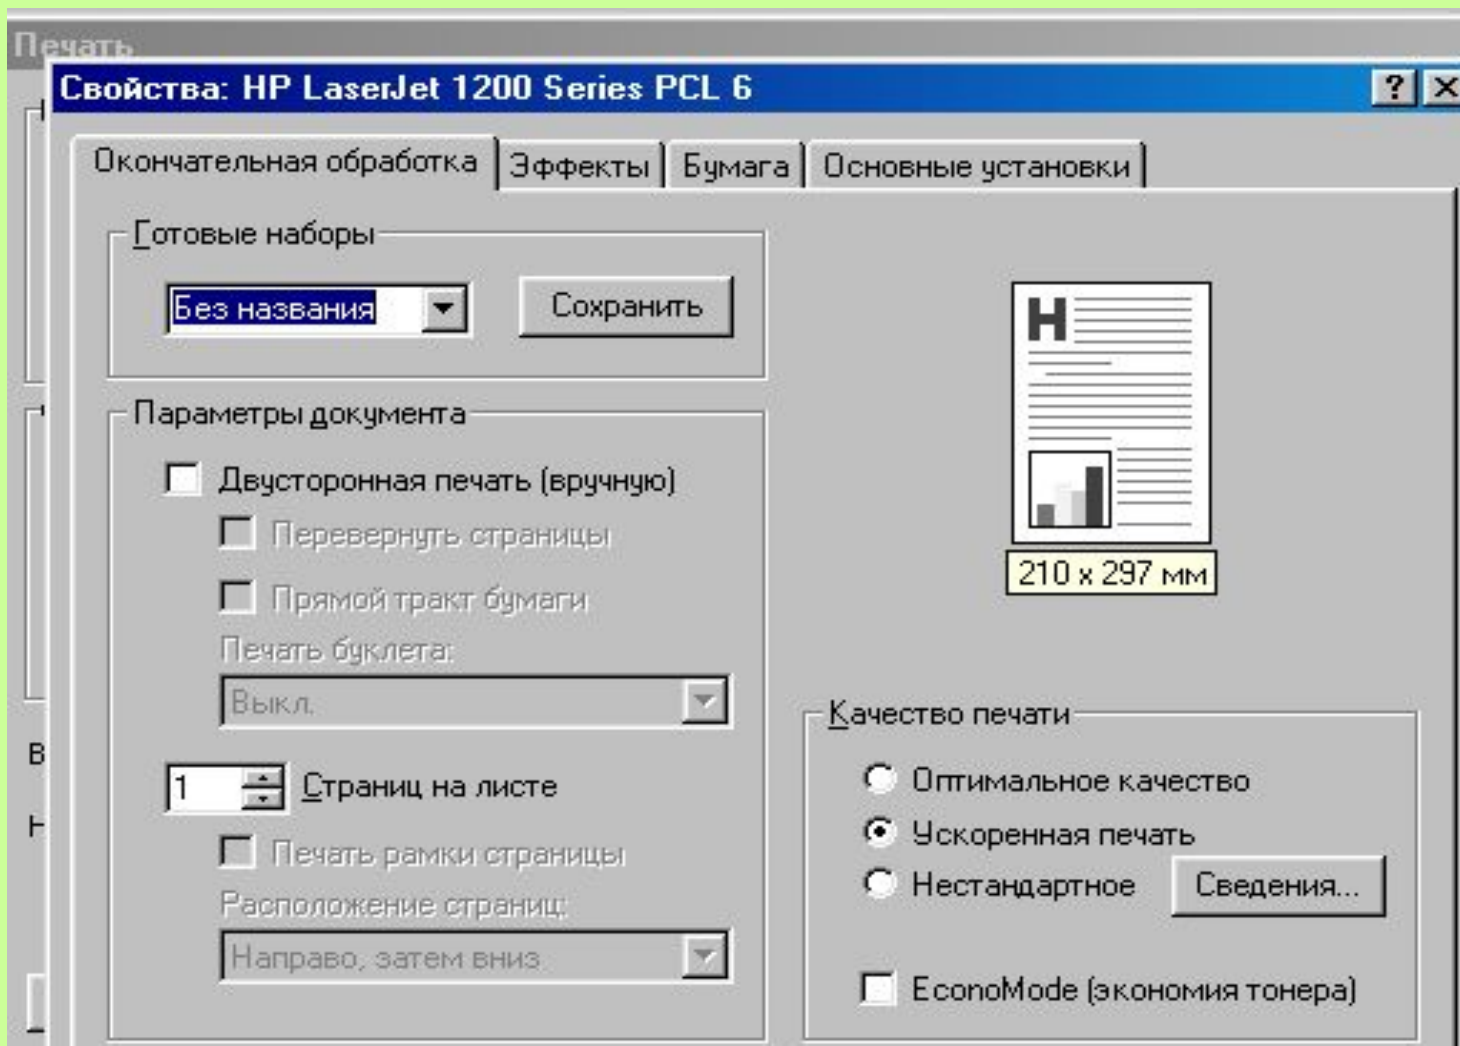 Печать
Свойства: HP LaserJet 1200 Series PCL 6
Окончательная обработка
Эффекты
Бумага
Основные установки
Готовые наборы
Без названия
Сохранить
H
210 x 297 мм
Параметры документа
Двусторонная печать (вручную)
Перевернуть страницы
Прямой тракт бумаги
Печать буклета:
Выкл.
1 Страниц на листе
Печать рамки страницы
Расположение страниц:
Направо, затем вниз
Качество печати
Оптимальное качество
Ускоренная печать
Нестандартное
Сведения...
EconoMode (экономия тонера)